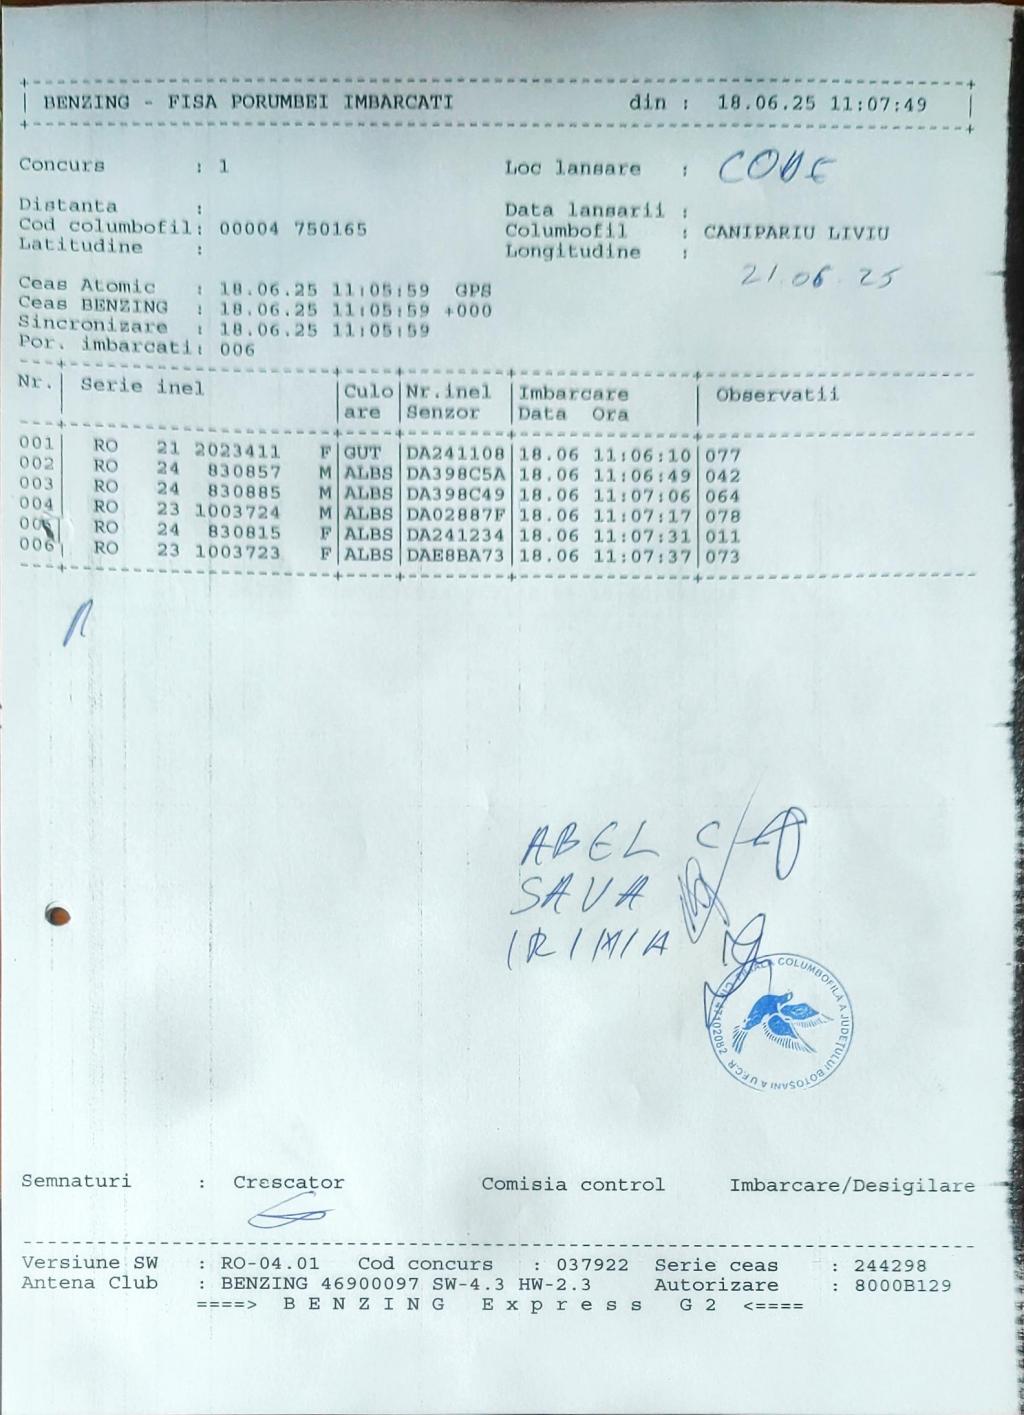 BENZING - FISA PORUMBEI IMBARCATI din : 18.06.25 11:07:49
Concurs : 1 Loc lansare :
Distanta : Data lansarii :
Cod columbofil: 00004 750165 Columbofil : CANIPARIU LIVIU
Latitudine : Longitudine :
21.06.25
Ceas Atomic : 18.06.25 11:05:59 GPS
Ceas BENZING : 18.06.25 11:05:59 +000
Sincronizare : 18.06.25 11:05:59
Por. imbarcati: 006
Nr. Serie inel Culo Nr.inel Imbarcare Observatii
are Senzor Data Ora
001 RO 21 2023411 F GUT DA241108 18.06 11:06:10 077
002 RO 24 830857 M ALBS DA398C5A 18.06 11:06:49 042
003 RO 24 830885 M ALBS DA398C49 18.06 11:07:06 064
004 RO 23 1003724 M ALBS DA02887F 18.06 11:07:17 078
005 RO 24 830815 F ALBS DA241234 18.06 11:07:31 011
006 RO 23 1003723 F ALBS DAE8BA73 18.06 11:07:37 073
ABEL C
SAVA
IRIMIA
COLUMBOFILA A JUDEȚULUI BOTOȘANI A U.F.C.R.
Semnaturi : Crescator Comisia control Imbarcare/Desigilare
Versiune SW : RO-04.01 Cod concurs : 037922 Serie ceas : 244298
Antena Club : BENZING 46900097 SW-4.3 HW-2.3 Autorizare : 8000B129
====> B E N Z I N G E x p r e s s G 2 <====